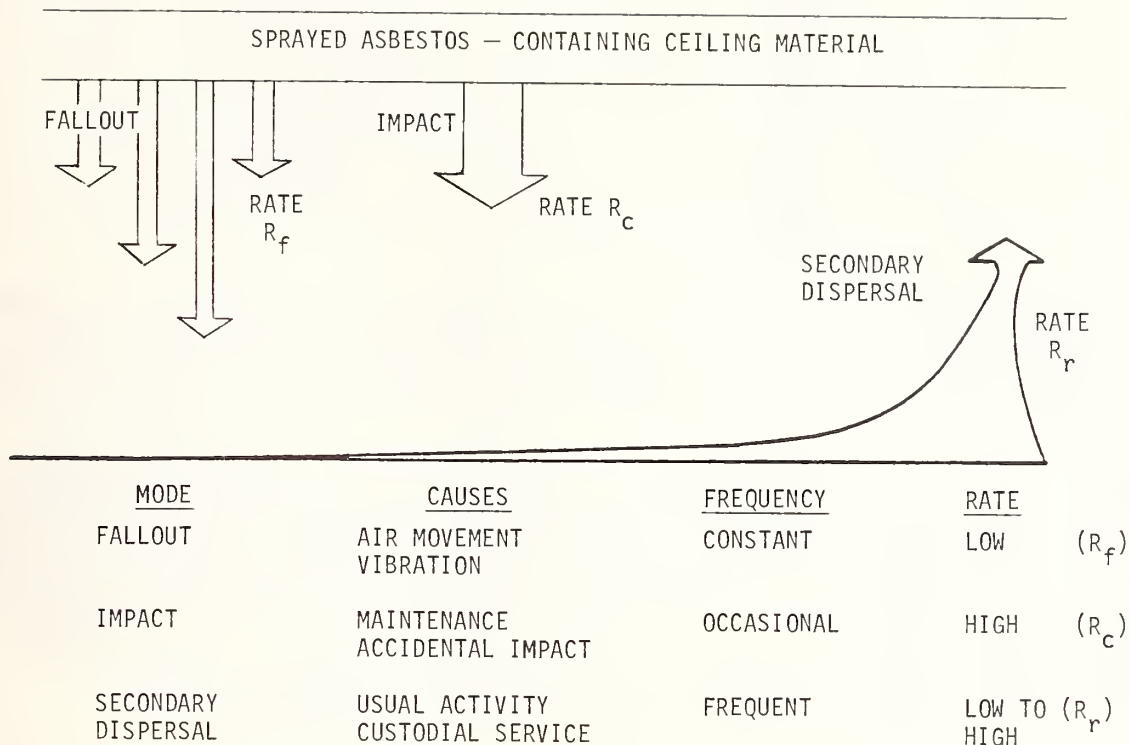 SPRAYED ASBESTOS — CONTAINING CEILING MATERIAL
FALLOUT
IMPACT
RATE
R_f
RATE R_c
SECONDARY
DISPERSAL
RATE
R_r
MODE CAUSES FREQUENCY RATE
FALLOUT AIR MOVEMENT CONSTANT LOW (R_f)
VIBRATION
IMPACT MAINTENANCE OCCASIONAL HIGH (R_c)
ACCIDENTAL IMPACT
SECONDARY USUAL ACTIVITY FREQUENT LOW TO (R_r)
DISPERSAL CUSTODIAL SERVICE HIGH